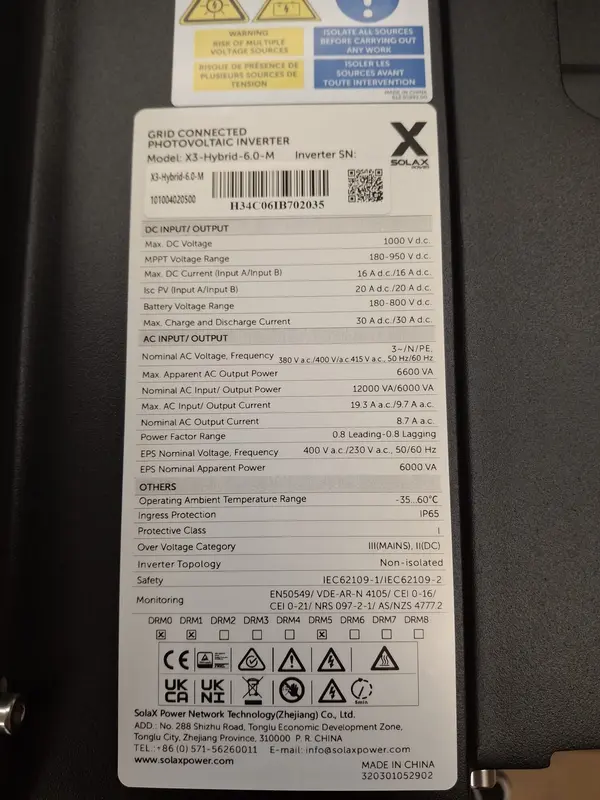 WARNING
RISK OF MULTIPLE
VOLTAGE SOURCES
RISQUE DE PRÉSENCE DE
PLUSIEURS SOURCES DE
TENSION
ISOLATE ALL SOURCES
BEFORE CARRYING OUT
ANY WORK
ISOLER LES
SOURCES AVANT
TOUTE INTERVENTION
MADE IN CHINA
GRID CONNECTED
PHOTOVOLTAIC INVERTER
Model: X3-Hybrid-6.0-M Inverter SN:
X
SOLAX
POWER
X3-Hybrid-6.0-M
101004020500
H34C06IB702035
DC INPUT/ OUTPUT
Max. DC Voltage 1000 V d.c.
MPPT Voltage Range 180-950 V d.c.
Max. DC Current (Input A/Input B) 16 A d.c./16 A d.c.
Isc PV (Input A/Input B) 20 A d.c./20 A d.c.
Battery Voltage Range 180-800 V d.c.
Max. Charge and Discharge Current 30 A d.c./30 A d.c.
AC INPUT/ OUTPUT
Nominal AC Voltage, Frequency 3~/N/PE,
380 V a.c./400 V/a.c 415 V a.c., 50 Hz/60 Hz
Max. Apparent AC Output Power 6600 VA
Nominal AC Input/ Output Power 12000 VA/6000 VA
Max. AC Input/ Output Current 19.3 A a.c./9.7 A a.c.
Nominal AC Output Current 8.7 A a.c.
Power Factor Range 0.8 Leading-0.8 Lagging
EPS Nominal Voltage, Frequency 400 V a.c./230 V a.c., 50/60 Hz
EPS Nominal Apparent Power 6000 VA
OTHERS
Operating Ambient Temperature Range -35...60°C
Ingress Protection IP65
Protective Class I
Over Voltage Category III(MAINS), II(DC)
Inverter Topology Non-isolated
Safety IEC62109-1/IEC62109-2
Monitoring EN50549/ VDE-AR-N 4105/ CEI 0-16/
CEI 0-21/ NRS 097-2-1/ AS/NZS 4777.2
DRM0 DRM1 DRM2 DRM3 DRM4 DRM5 DRM6 DRM7 DRM8
CE
UK CA UK NI 5min
SolaX Power Network Technology(Zhejiang) Co., Ltd.
ADD.: No. 288 Shizhu Road, Tonglu Economic Development Zone,
Tonglu City, Zhejiang Province, 310000 P. R. CHINA
TEL.:+86 (0) 571-56260011 E-mail: info@solaxpower.com
www.solaxpower.com
MADE IN CHINA
320301052902